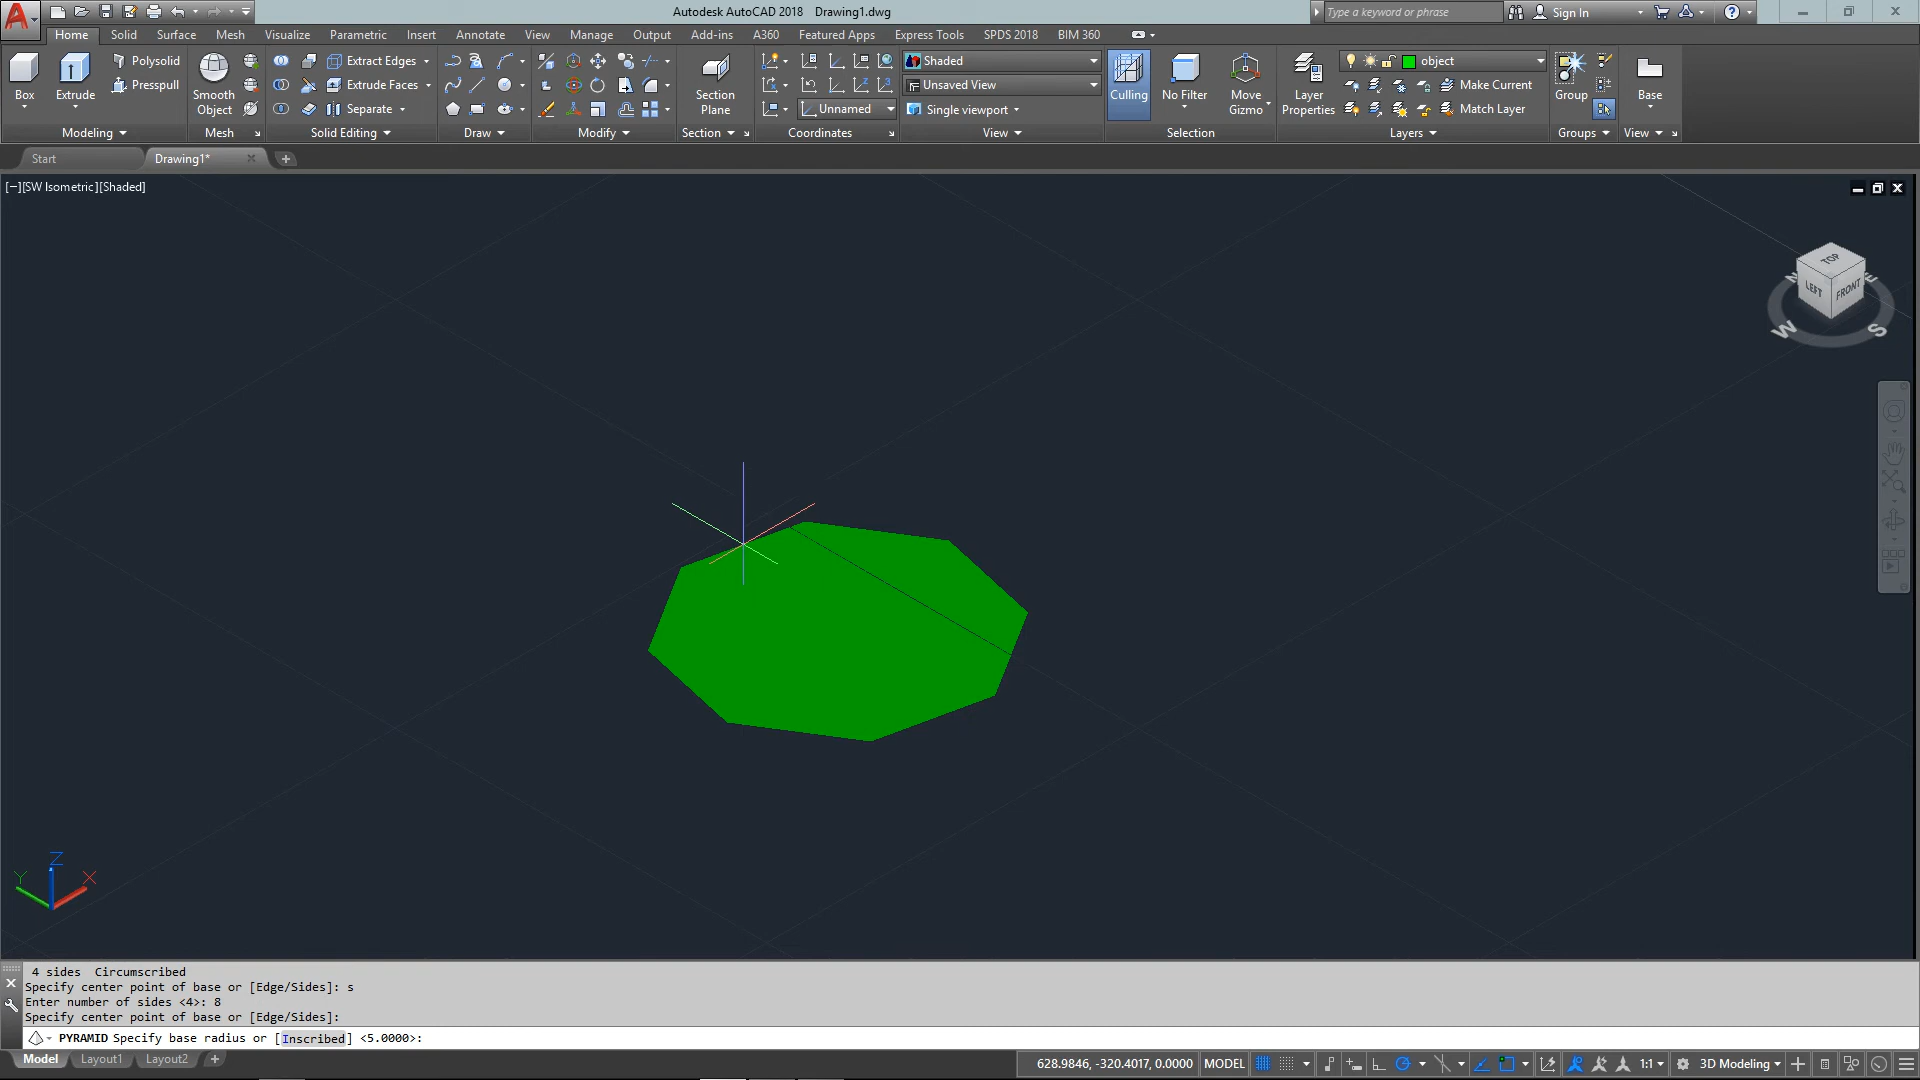 Autodesk AutoCAD 2018 Drawing1.dwg
Type a keyword or phrase
Sign In
Home Solid Surface Mesh Visualize Parametric Insert Annotate View Manage Output Add-ins A360 Featured Apps Express Tools SPDS 2018 BIM 360
Box
Extrude
Polysolid
Presspull
Smooth
Object
Extract Edges
Extrude Faces
Separate
Section
Plane
Unnamed
Shaded
Unsaved View
Single viewport
Culling
No Filter
Move
Gizmo
Layer
Properties
object
Make Current
Match Layer
Group
Base
Modeling Mesh Solid Editing Draw Modify Section Coordinates View Selection Layers Groups View
Start Drawing1*
[−][SW Isometric][Shaded]
TOP
LEFT FRONT
N E
W S
Z
Y X
4 sides Circumscribed
Specify center point of base or [Edge/Sides]: s
Enter number of sides <4>: 8
Specify center point of base or [Edge/Sides]:
PYRAMID Specify base radius or [Inscribed] <5.0000>:
Model Layout1 Layout2
628.9846, -320.4017, 0.0000 MODEL 1:1 3D Modeling